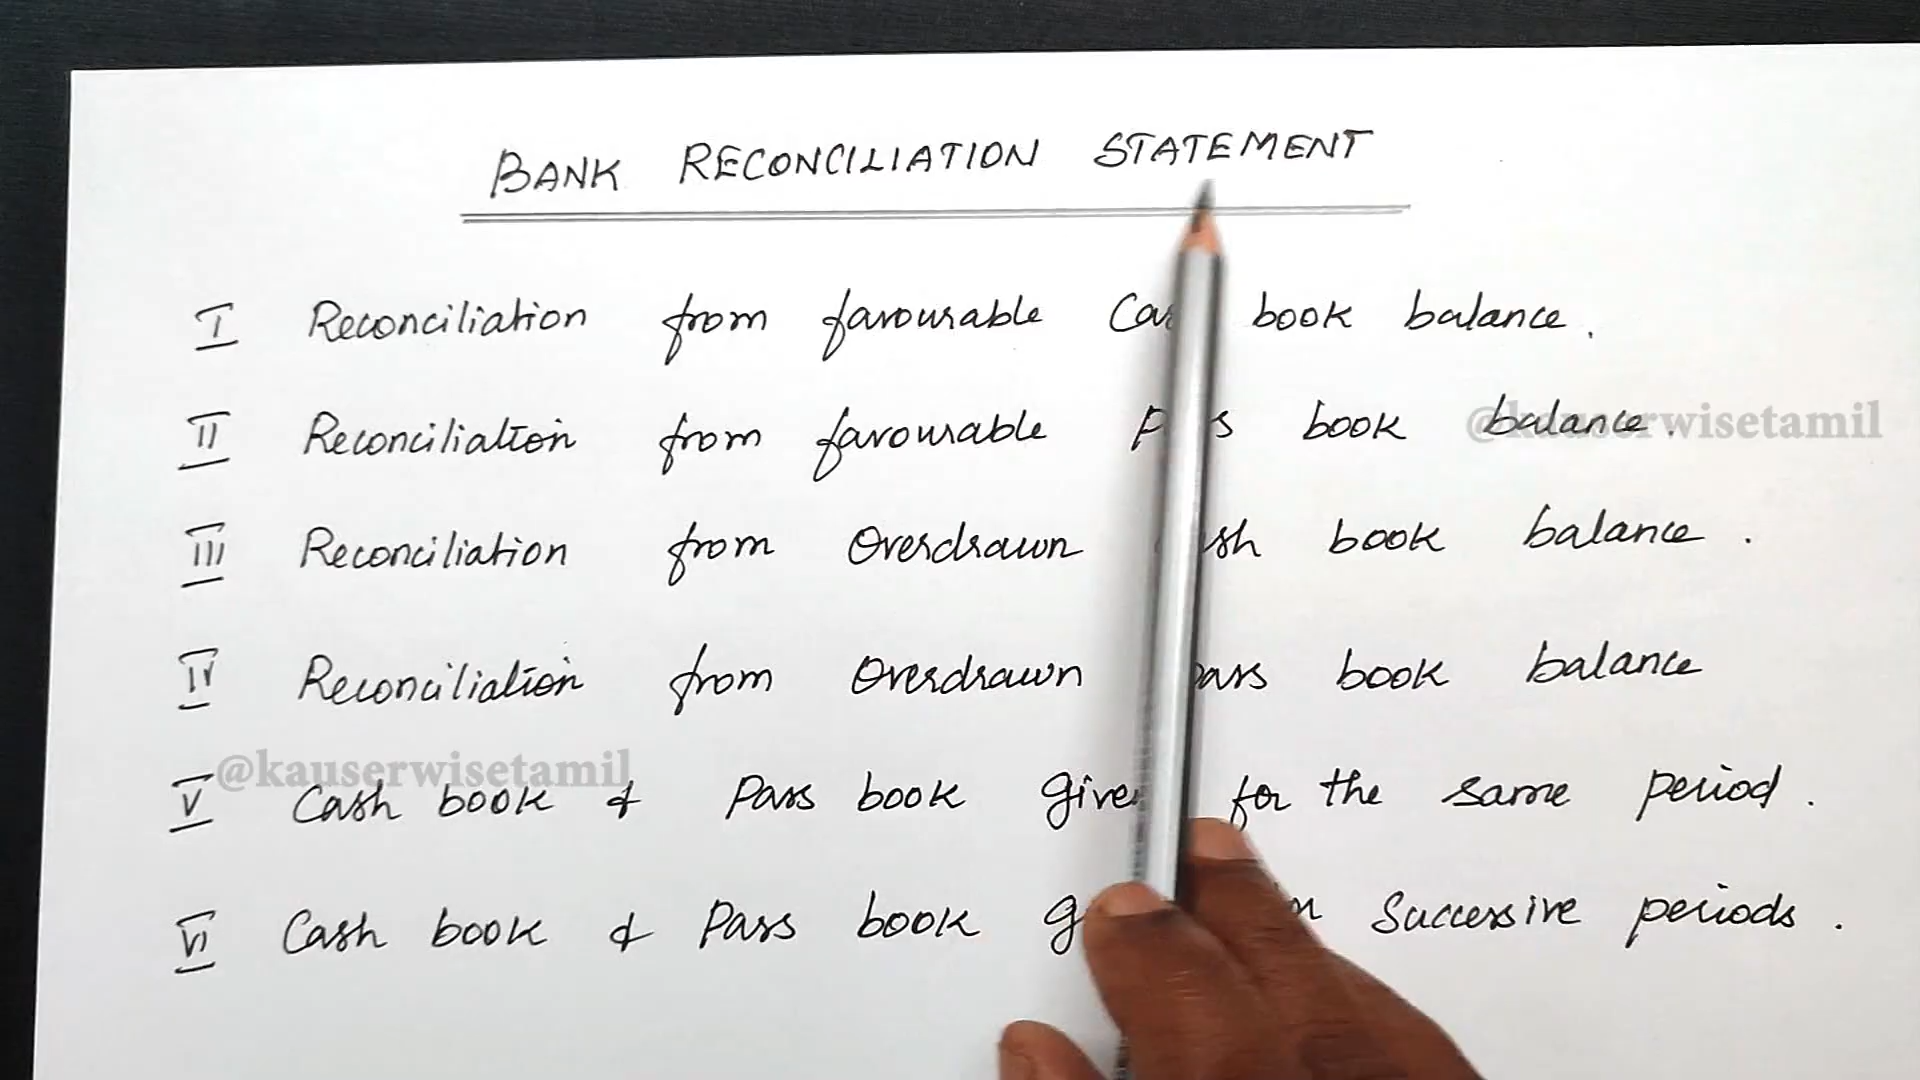 BANK RECONCILIATION STATEMENT
I Reconciliation from favourable book balance.
II Reconciliation from favourable book balance.
@kauserwisetamil
III Reconciliation from Overdrawn book balance.
IV Reconciliation from Overdrawn book balance
@kauserwisetamil
V Cash book & Pass book for the same period.
VI Cash book & Pass book Successive periods.